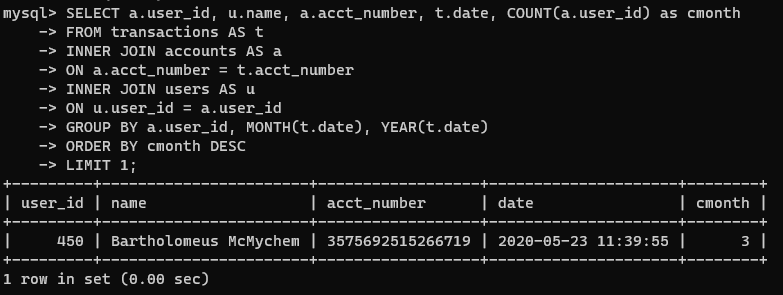 mysql> SELECT a.user_id, u.name, a.acct_number, t.date, COUNT(a.user_id) as cmonth
    -> FROM transactions AS t
    -> INNER JOIN accounts AS a
    -> ON a.acct_number = t.acct_number
    -> INNER JOIN users AS u
    -> ON u.user_id = a.user_id
    -> GROUP BY a.user_id, MONTH(t.date), YEAR(t.date)
    -> ORDER BY cmonth DESC
    -> LIMIT 1;
+---------+----------------------+------------------+---------------------+--------+
| user_id | name                 | acct_number      | date                | cmonth |
+---------+----------------------+------------------+---------------------+--------+
|     450 | Bartholomeus McMychem | 3575692515266719 | 2020-05-23 11:39:55 |      3 |
+---------+----------------------+------------------+---------------------+--------+
1 row in set (0.00 sec)